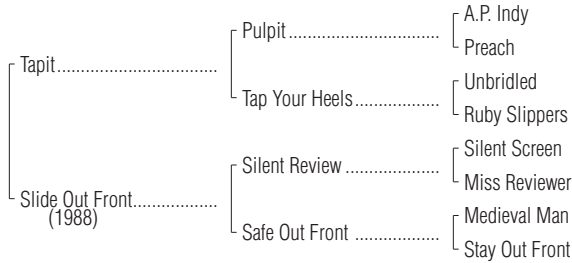 A.P. Indy
Pulpit........................................
Preach
Tapit...........................................
Unbridled
Tap Your Heels......................
Ruby Slippers
Silent Screen
Silent Review .........................
Miss Reviewer
Slide Out Front......................
(1988)
Medieval Man
Safe Out Front ......................
Stay Out Front